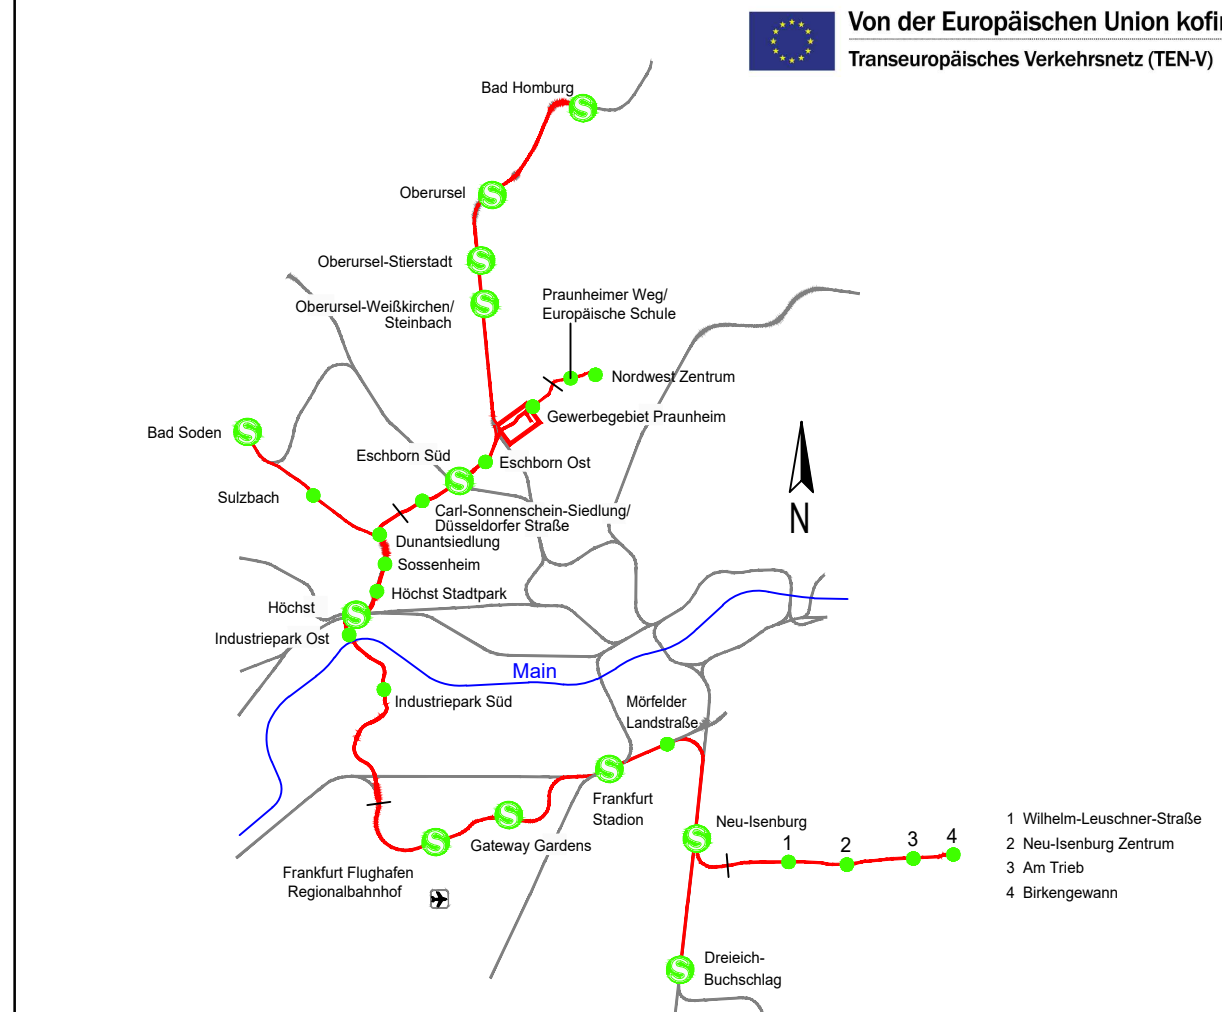 Von der Europäischen Union kofi
Transeuropäisches Verkehrsnetz (TEN-V)
Bad Homburg
S
Oberursel
S
Oberursel-Stierstadt
S
Oberursel-Weißkirchen/
Steinbach
S
Praunheimer Weg/
Europäische Schule
Nordwest Zentrum
Gewerbegebiet Praunheim
Bad Soden
S
Eschborn Süd
S
Eschborn Ost
Sulzbach
Carl-Sonnenschein-Siedlung/
Düsseldorfer Straße
N
Dunantsiedlung
Sossenheim
Höchst Stadtpark
Höchst
S
Industriepark Ost
Main
Industriepark Süd
Mörfelder
Landstraße
S
Frankfurt
Stadion
S
Gateway Gardens
S
Frankfurt Flughafen
Regionalbahnhof
Neu-Isenburg
S
1 2 3 4
1 Wilhelm-Leuschner-Straße
2 Neu-Isenburg Zentrum
3 Am Trieb
4 Birkengewann
S
Dreieich-
Buchschlag